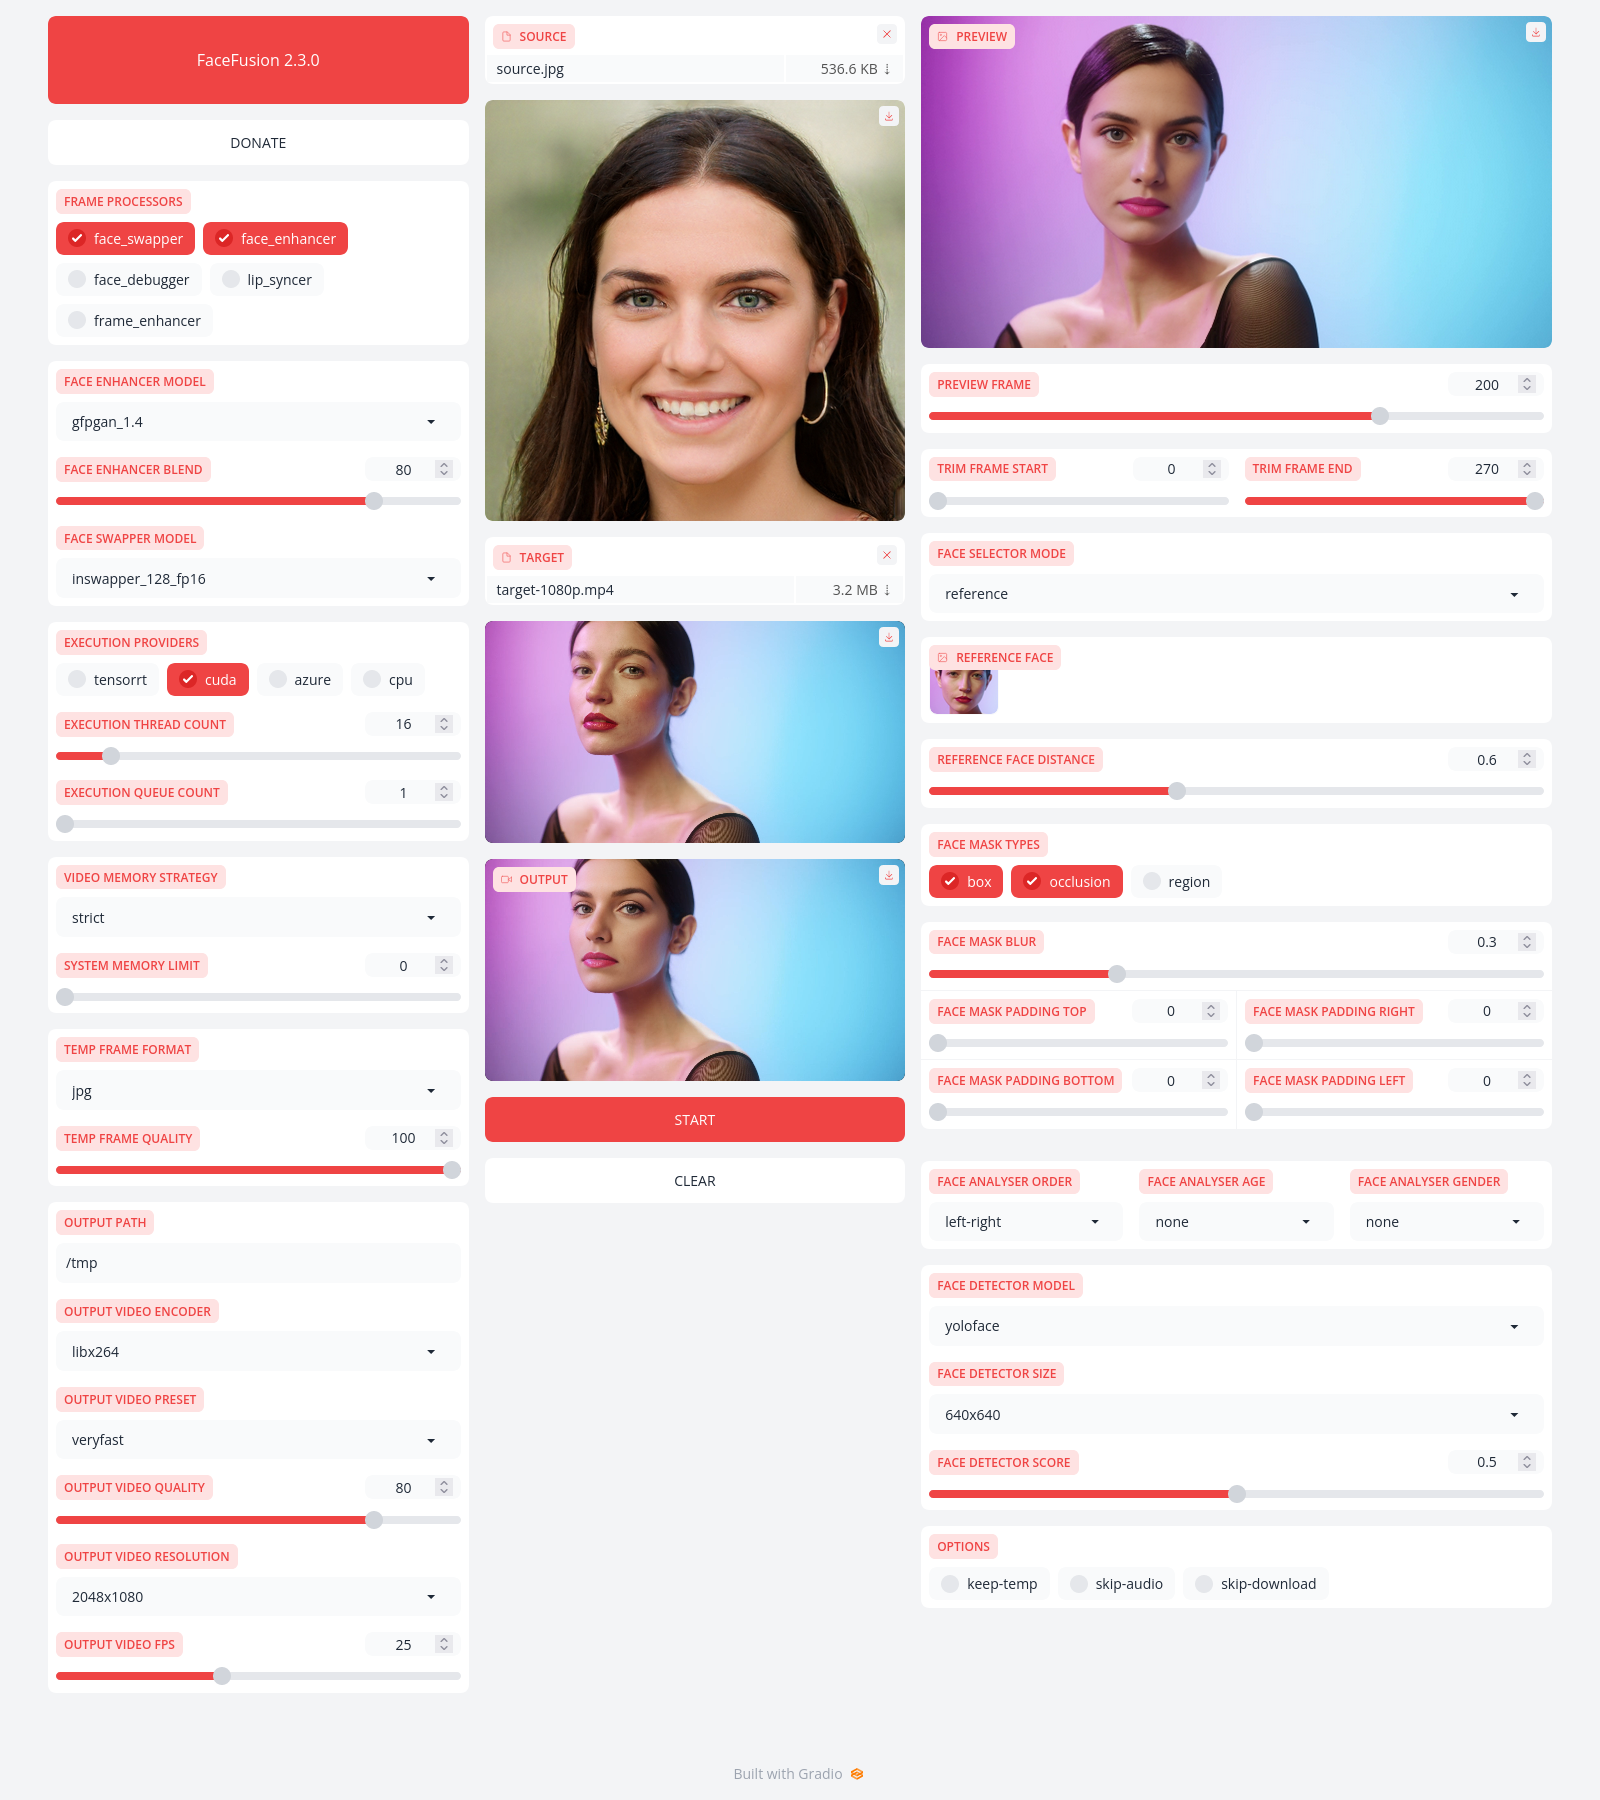 FaceFusion 2.3.0
DONATE
FRAME PROCESSORS
face_swapper face_enhancer
face_debugger lip_syncer
frame_enhancer
FACE ENHANCER MODEL
gfpgan_1.4
FACE ENHANCER BLEND 80
FACE SWAPPER MODEL
inswapper_128_fp16
EXECUTION PROVIDERS
tensorrt cuda azure cpu
EXECUTION THREAD COUNT 16
EXECUTION QUEUE COUNT 1
VIDEO MEMORY STRATEGY
strict
SYSTEM MEMORY LIMIT 0
TEMP FRAME FORMAT
jpg
TEMP FRAME QUALITY 100
OUTPUT PATH
/tmp
OUTPUT VIDEO ENCODER
libx264
OUTPUT VIDEO PRESET
veryfast
OUTPUT VIDEO QUALITY 80
OUTPUT VIDEO RESOLUTION
2048x1080
OUTPUT VIDEO FPS 25
SOURCE
source.jpg 536.6 KB ↓
TARGET
target-1080p.mp4 3.2 MB ↓
OUTPUT
START
CLEAR
PREVIEW
PREVIEW FRAME 200
TRIM FRAME START 0 TRIM FRAME END 270
FACE SELECTOR MODE
reference
REFERENCE FACE
REFERENCE FACE DISTANCE 0.6
FACE MASK TYPES
box occlusion region
FACE MASK BLUR 0.3
FACE MASK PADDING TOP 0 FACE MASK PADDING RIGHT 0
FACE MASK PADDING BOTTOM 0 FACE MASK PADDING LEFT 0
FACE ANALYSER ORDER FACE ANALYSER AGE FACE ANALYSER GENDER
left-right none none
FACE DETECTOR MODEL
yoloface
FACE DETECTOR SIZE
640x640
FACE DETECTOR SCORE 0.5
OPTIONS
keep-temp skip-audio skip-download
Built with Gradio